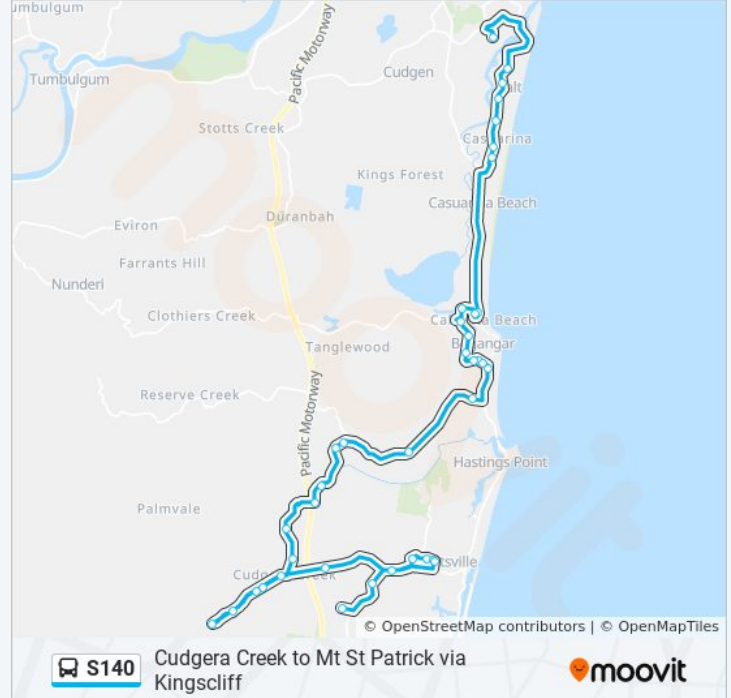 umbulgum
Tumbulgum
Pacific Motorway
Cudgen
Stotts Creek
Kings Forest
Casuarina Beach
Duranbah
Eviron
Farrants Hill
Nunderi
Clothiers Creek
Tanglewood
Reserve Creek
Pacific Motorway
Hastings Point
Palmvale
© OpenStreetMap contributors | © OpenMapTiles
S140
Cudgera Creek to Mt St Patrick via
Kingscliff
moovit